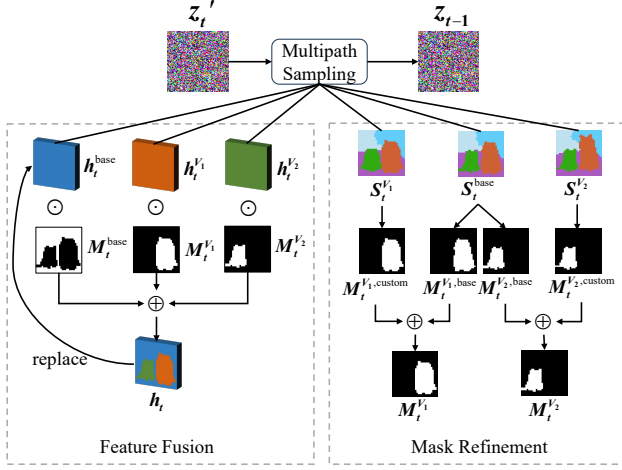 z_t'
z_{t-1}
Multipath
Sampling
h_t^{base}
h_t^{V_1}
h_t^{V_2}
⊙ ⊙ ⊙
M_t^{base}
M_t^{V_1}
M_t^{V_2}
⊕
replace
h_t
Feature Fusion
S_t^{V_1}
S_t^{base}
S_t^{V_2}
M_t^{V_1,custom}
M_t^{V_1,base}
M_t^{V_2,base}
M_t^{V_2,custom}
⊕ ⊕
M_t^{V_1}
M_t^{V_2}
Mask Refinement